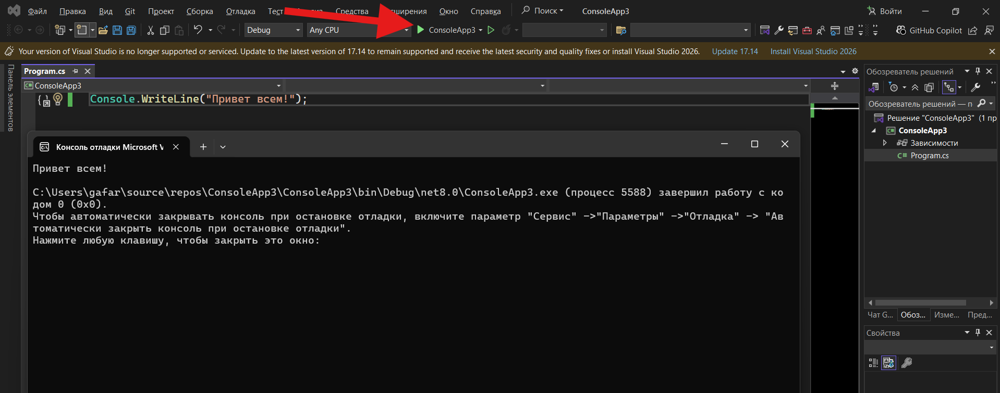 Файл Правка Вид Git Проект Сборка Отладка Тест Средства Окно Справка Поиск ConsoleApp3 Войти
Debug Any CPU ConsoleApp3 GitHub Copilot
Your version of Visual Studio is no longer supported or serviced. Update to the latest version of 17.14 to remain supported and receive the latest security and quality fixes or install Visual Studio 2026. Update 17.14 Install Visual Studio 2026
Панель элементов
Program.cs
C# ConsoleApp3
Console.WriteLine("Привет всем!");
Консоль отладки Microsoft V
Привет всем!
C:\Users\gafar\source\repos\ConsoleApp3\ConsoleApp3\bin\Debug\net8.0\ConsoleApp3.exe (процесс 5588) завершил работу с ко
дом 0 (0x0).
Чтобы автоматически закрывать консоль при остановке отладки, включите параметр "Сервис" ->"Параметры" ->"Отладка" -> "Ав
томатически закрыть консоль при остановке отладки".
Нажмите любую клавишу, чтобы закрыть это окно:
Обозреватель решений
Обозреватель решений — п
Решение "ConsoleApp3" (1 пр
C# ConsoleApp3
Зависимости
C# Program.cs
Чат G... Обоз... Изме... Пред...
Свойства